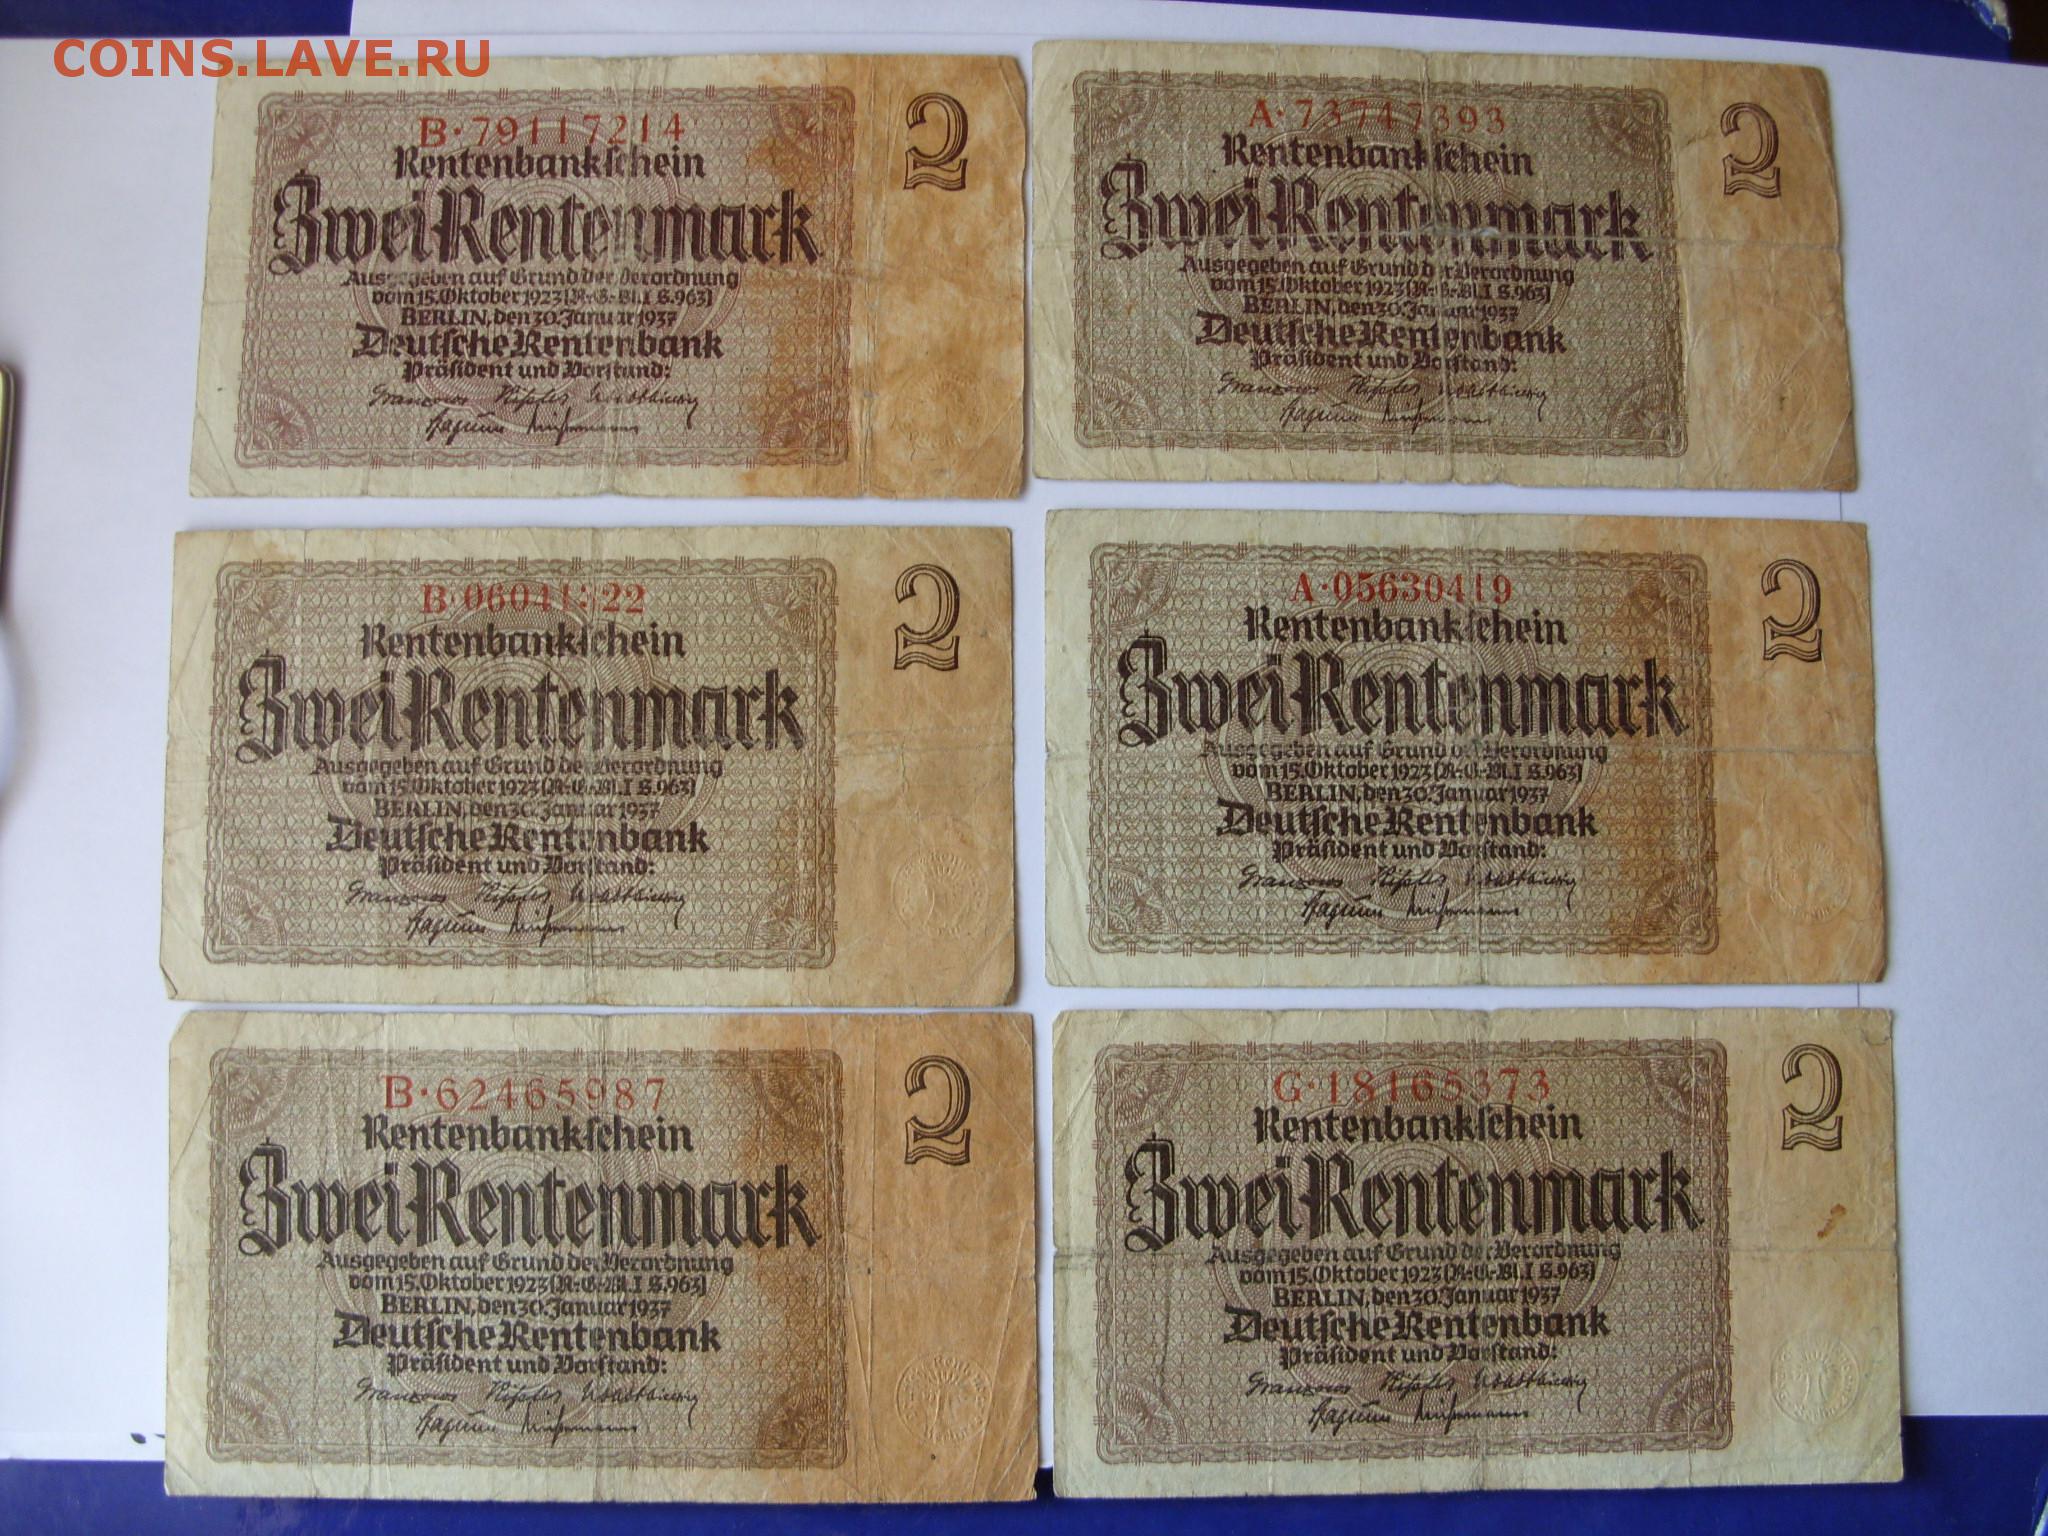 COINS.LAVE.RU
B·79117214
2
Rentenbankschein
Zwei Rentenmark
Ausgegeben auf Grund der Verordnung
vom 15. Oktober 1923 (R.-G.-Bl. I S. 963)
BERLIN, den 30. Januar 1937
Deutsche Rentenbank
Präsident und Vorstand:
A·73747393
2
Rentenbankschein
Zwei Rentenmark
Ausgegeben auf Grund der Verordnung
vom 15. Oktober 1923 (R.-G.-Bl. I S. 963)
BERLIN, den 30. Januar 1937
Deutsche Rentenbank
Präsident und Vorstand:
2
Rentenbankschein
Zwei Rentenmark
Ausgegeben auf Grund der Verordnung
vom 15. Oktober 1923 (R.-G.-Bl. I S. 963)
BERLIN, den 30. Januar 1937
Deutsche Rentenbank
Präsident und Vorstand:
A·05630419
2
Rentenbankschein
Zwei Rentenmark
Ausgegeben auf Grund der Verordnung
vom 15. Oktober 1923 (R.-G.-Bl. I S. 963)
BERLIN, den 30. Januar 1937
Deutsche Rentenbank
Präsident und Vorstand:
B·62465987
2
Rentenbankschein
Zwei Rentenmark
Ausgegeben auf Grund der Verordnung
vom 15. Oktober 1923 (R.-G.-Bl. I S. 963)
BERLIN, den 30. Januar 1937
Deutsche Rentenbank
Präsident und Vorstand:
G·18165373
2
Rentenbankschein
Zwei Rentenmark
Ausgegeben auf Grund der Verordnung
vom 15. Oktober 1923 (R.-G.-Bl. I S. 963)
BERLIN, den 30. Januar 1937
Deutsche Rentenbank
Präsident und Vorstand: